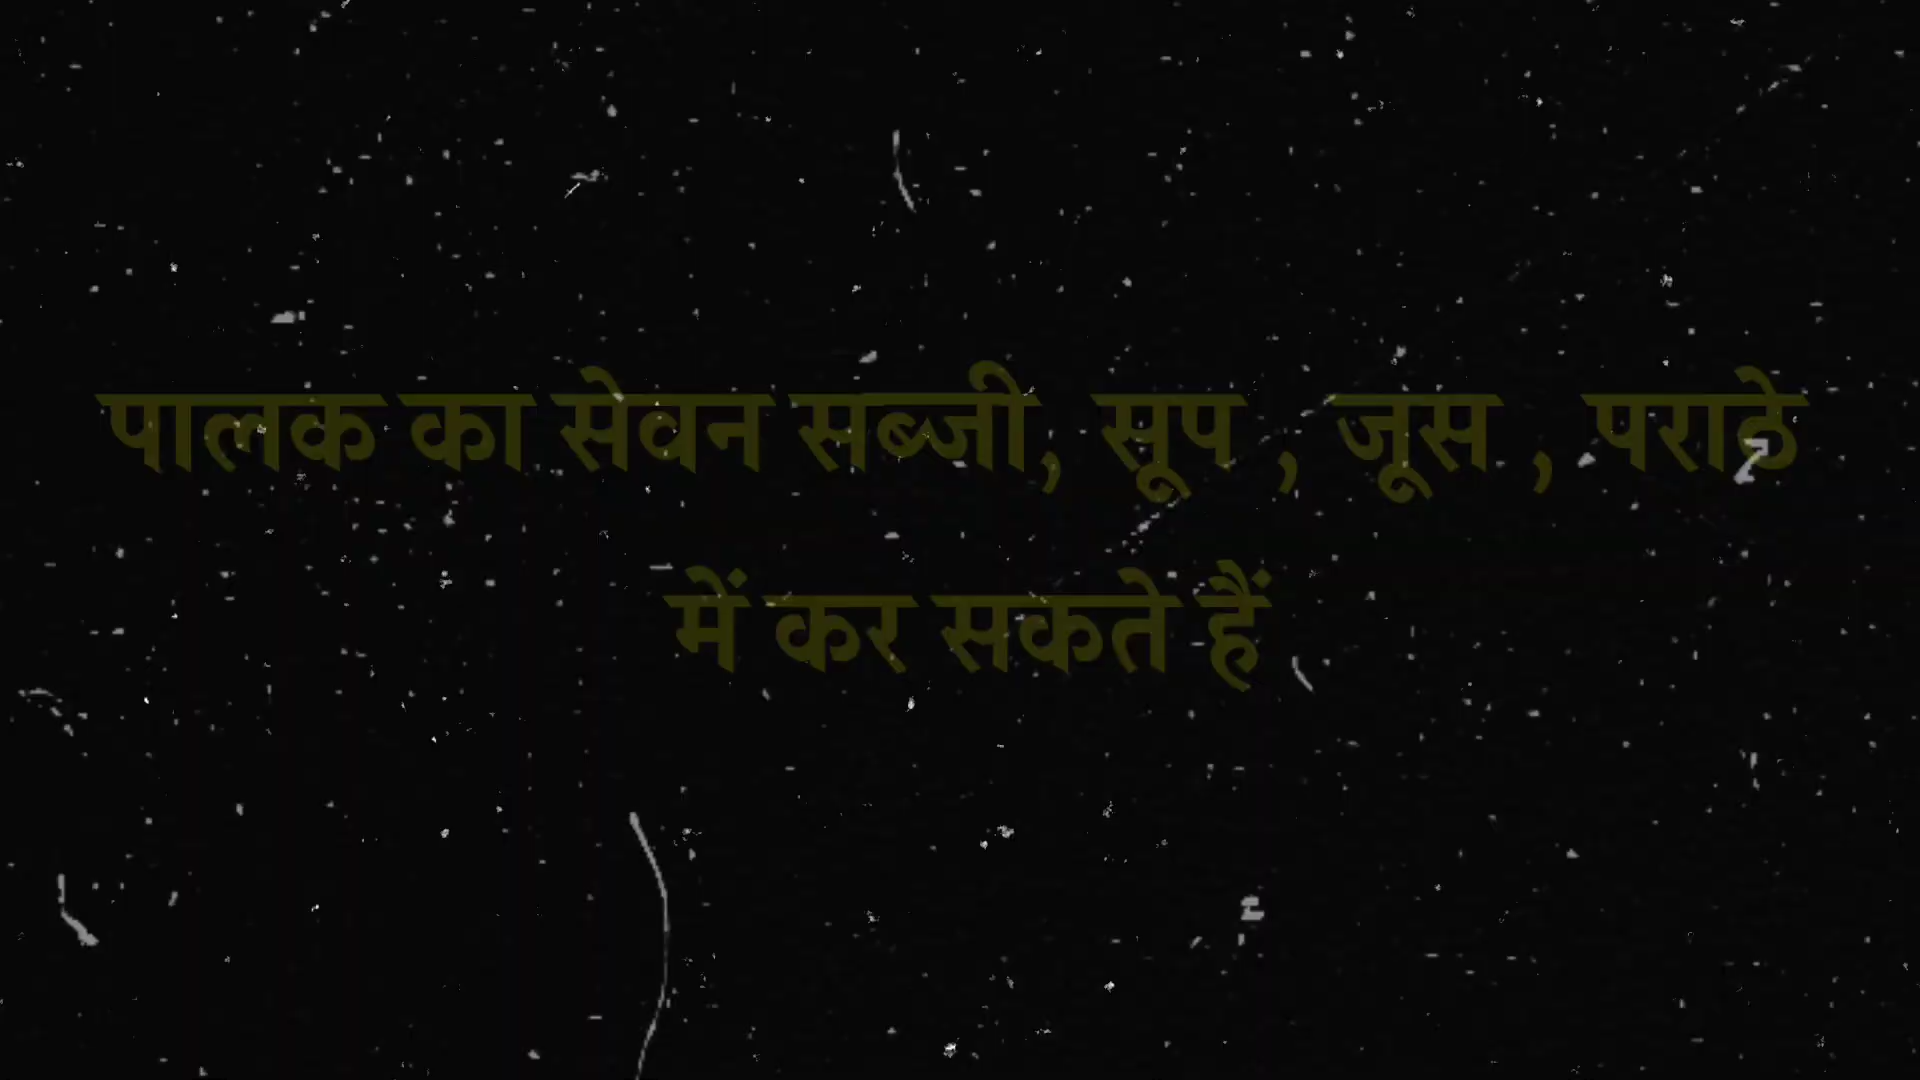 पालक का सेवन सब्जी, सूप , जूस , पराठे
में कर सकते हैं